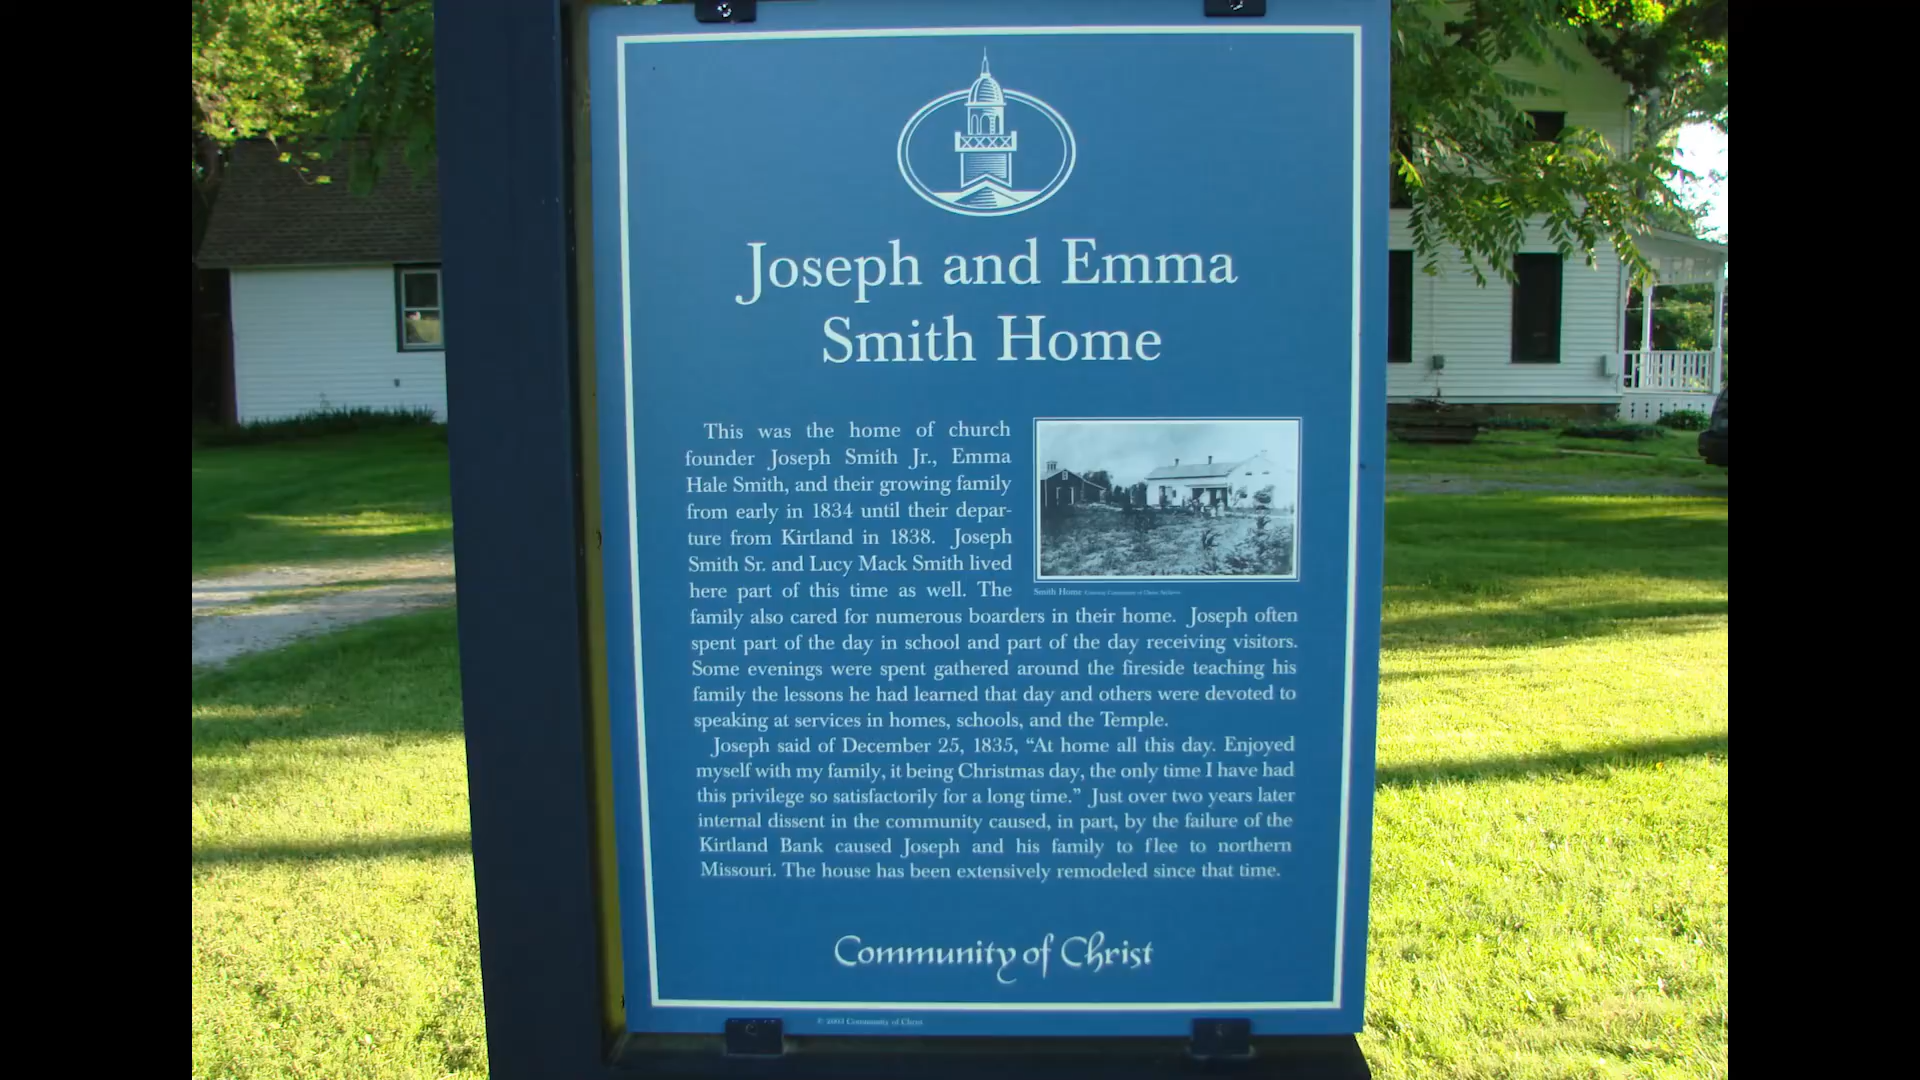 Joseph and Emma
Smith Home
This was the home of church
founder Joseph Smith Jr., Emma
Hale Smith, and their growing family
from early in 1834 until their depar-
ture from Kirtland in 1838. Joseph
Smith Sr. and Lucy Mack Smith lived
here part of this time as well. The
family also cared for numerous boarders in their home. Joseph often
spent part of the day in school and part of the day receiving visitors.
Some evenings were spent gathered around the fireside teaching his
family the lessons he had learned that day and others were devoted to
speaking at services in homes, schools, and the Temple.
Smith Home
Joseph said of December 25, 1835, “At home all this day. Enjoyed
myself with my family, it being Christmas day, the only time I have had
this privilege so satisfactorily for a long time.” Just over two years later
internal dissent in the community caused, in part, by the failure of the
Kirtland Bank caused Joseph and his family to flee to northern
Missouri. The house has been extensively remodeled since that time.
Community of Christ
© 2003 Community of Christ